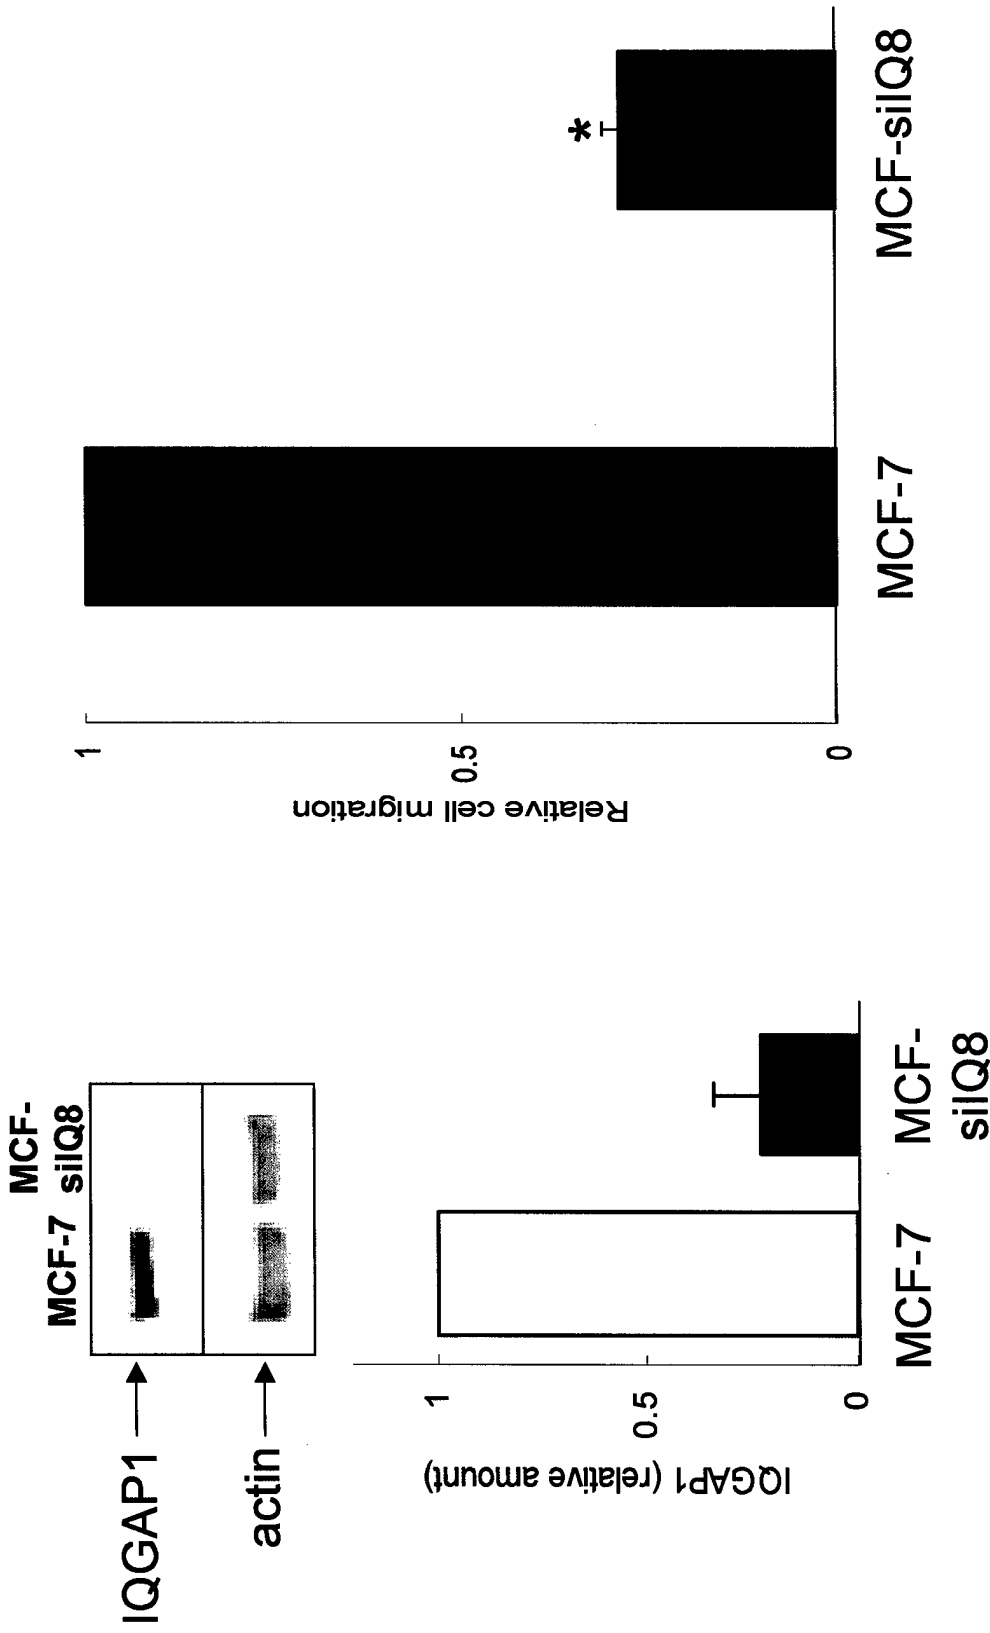 MCF-
MCF-7 siIQ8
IQGAP1
actin
IQGAP1 (relative amount)
1
0.5
0
MCF-7
MCF-
siIQ8
Relative cell migration
1
0.5
0
*
MCF-7
MCF-siIQ8